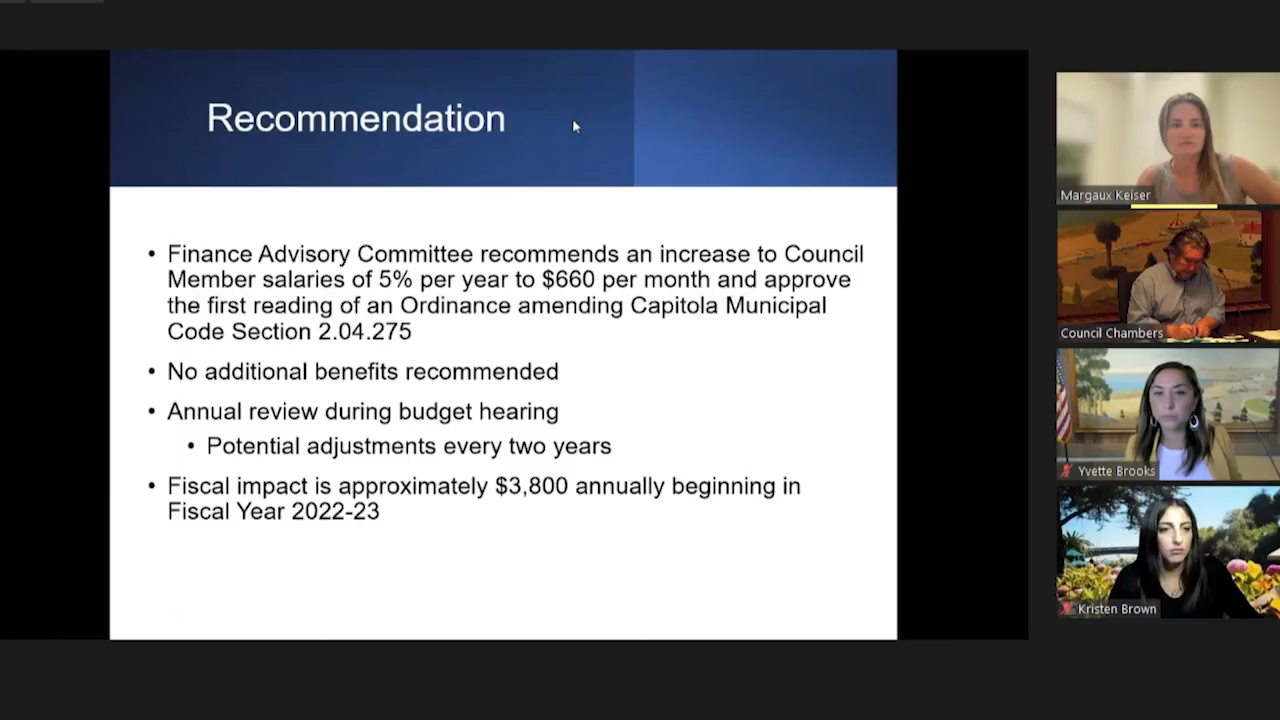 Recommendation
• Finance Advisory Committee recommends an increase to Council
Member salaries of 5% per year to $660 per month and approve
the first reading of an Ordinance amending Capitola Municipal
Code Section 2.04.275
• No additional benefits recommended
• Annual review during budget hearing
• Potential adjustments every two years
• Fiscal impact is approximately $3,800 annually beginning in
Fiscal Year 2022-23
Margaux Keiser
Council Chambers
Yvette Brooks
Kristen Brown